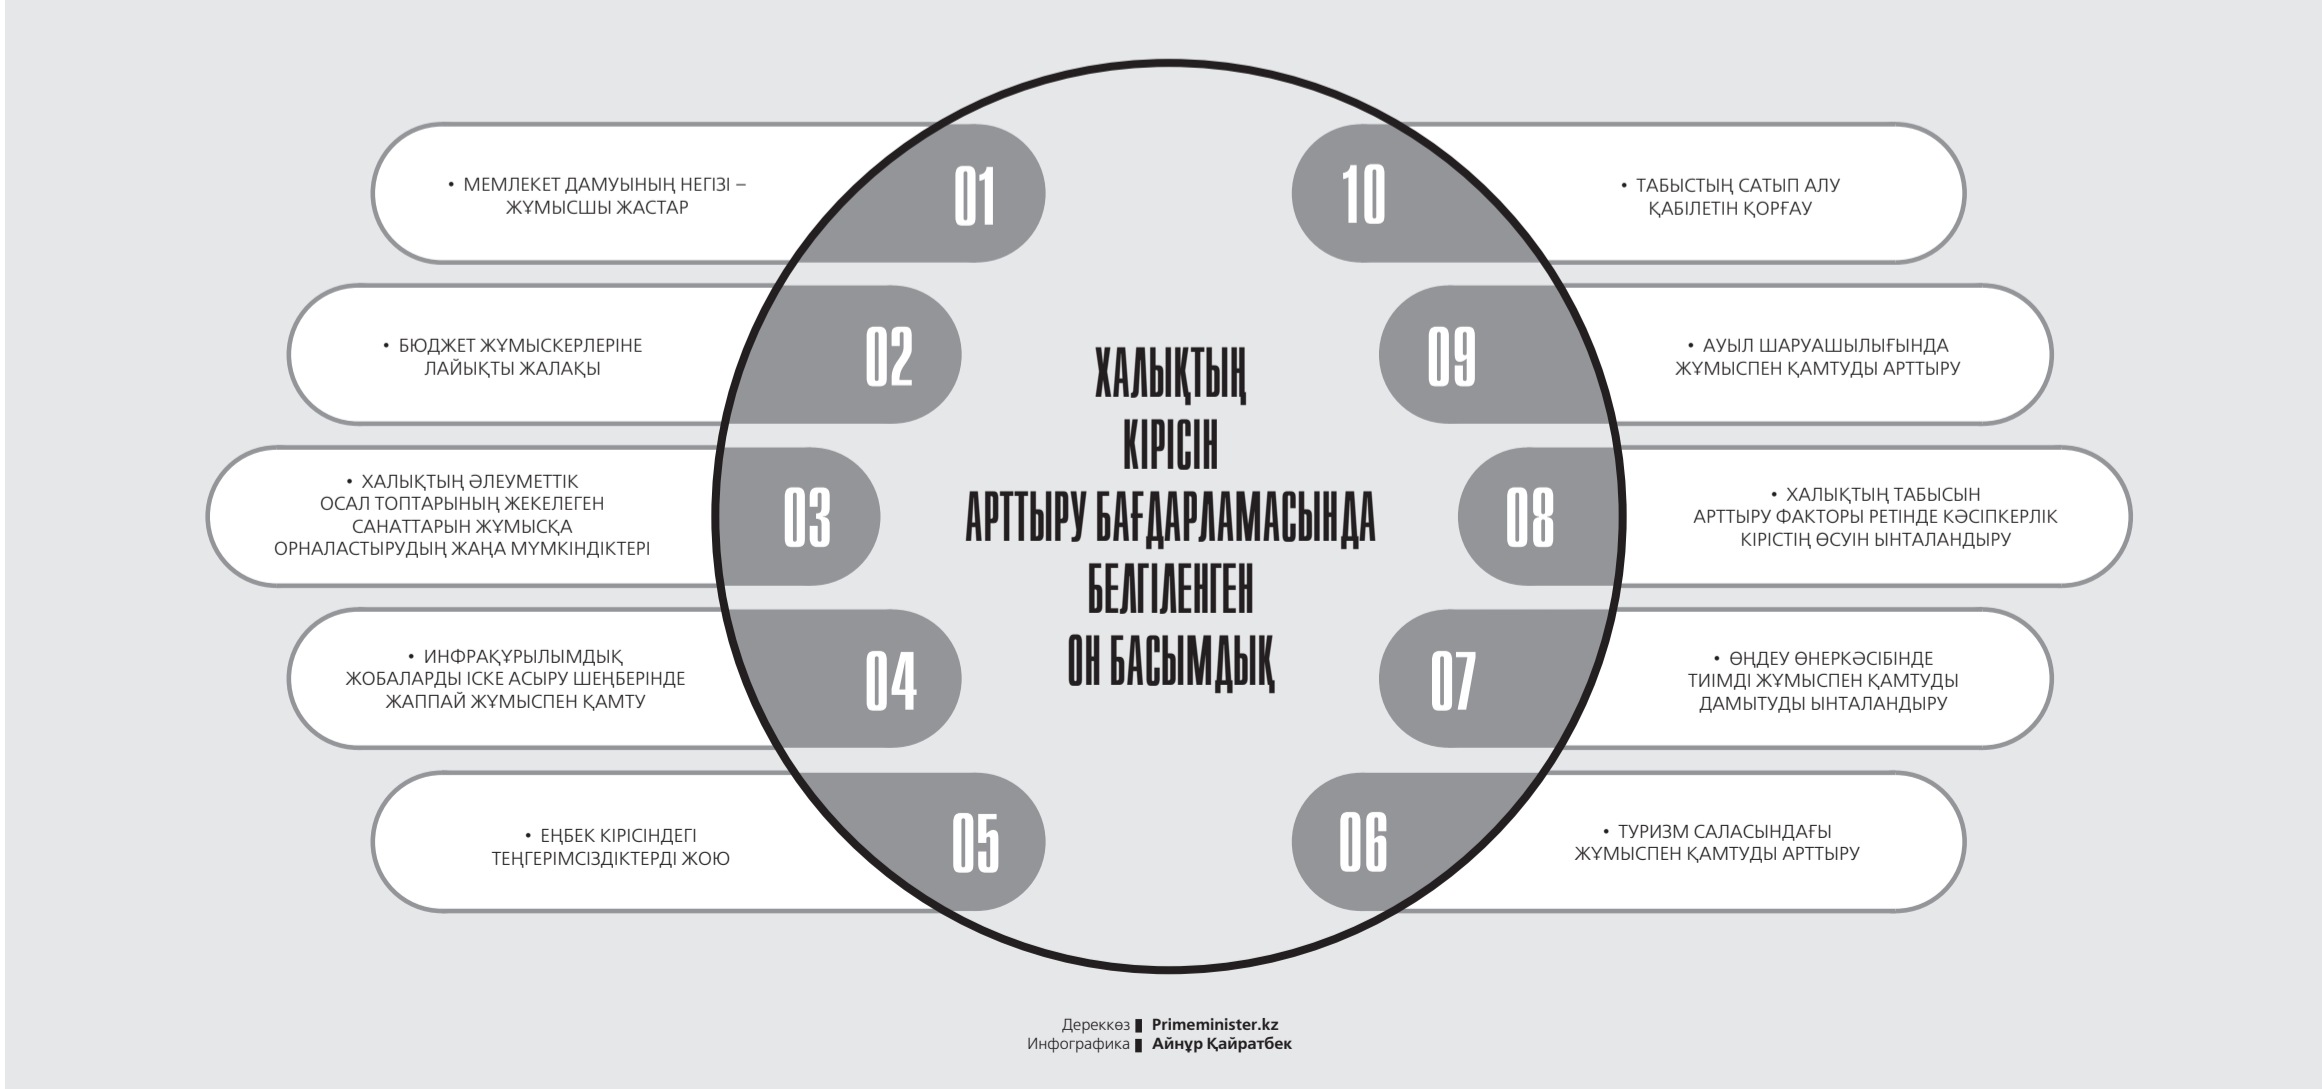 ХАЛЫҚТЫҢ
КІРІСІН
АРТТЫРУ БАҒДАРЛАМАСЫНДА
БЕЛГІЛЕНГЕН
ОН БАСЫМДЫҚ
01
• МЕМЛЕКЕТ ДАМУЫНЫҢ НЕГІЗІ –
ЖҰМЫСШЫ ЖАСТАР
02
• БЮДЖЕТ ЖҰМЫСКЕРЛЕРІНЕ
ЛАЙЫҚТЫ ЖАЛАҚЫ
03
• ХАЛЫҚТЫҢ ӘЛЕУМЕТТІК
ОСАЛ ТОПТАРЫНЫҢ ЖЕКЕЛЕГЕН
САНАТТАРЫН ЖҰМЫСҚА
ОРНАЛАСТЫРУДЫҢ ЖАҢА МҮМКІНДІКТЕРІ
04
• ИНФРАҚҰРЫЛЫМДЫҚ
ЖОБАЛАРДЫ ІСКЕ АСЫРУ ШЕҢБЕРІНДЕ
ЖАППАЙ ЖҰМЫСПЕН ҚАМТУ
05
• ЕҢБЕК КІРІСІНДЕГІ
ТЕҢГЕРІМСІЗДІКТЕРДІ ЖОЮ
06
• ТУРИЗМ САЛАСЫНДАҒЫ
ЖҰМЫСПЕН ҚАМТУДЫ АРТТЫРУ
07
• ӨҢДЕУ ӨНЕРКӘСІБІНДЕ
ТИІМДІ ЖҰМЫСПЕН ҚАМТУДЫ
ДАМЫТУДЫ ЫНТАЛАНДЫРУ
08
• ХАЛЫҚТЫҢ ТАБЫСЫН
АРТТЫРУ ФАКТОРЫ РЕТІНДЕ КӘСІПКЕРЛІК
КІРІСТІҢ ӨСУІН ЫНТАЛАНДЫРУ
09
• АУЫЛ ШАРУАШЫЛЫҒЫНДА
ЖҰМЫСПЕН ҚАМТУДЫ АРТТЫРУ
10
• ТАБЫСТЫҢ САТЫП АЛУ
ҚАБІЛЕТІН ҚОРҒАУ
Дереккөз Primeminister.kz
Инфографика Айнұр Қайратбек